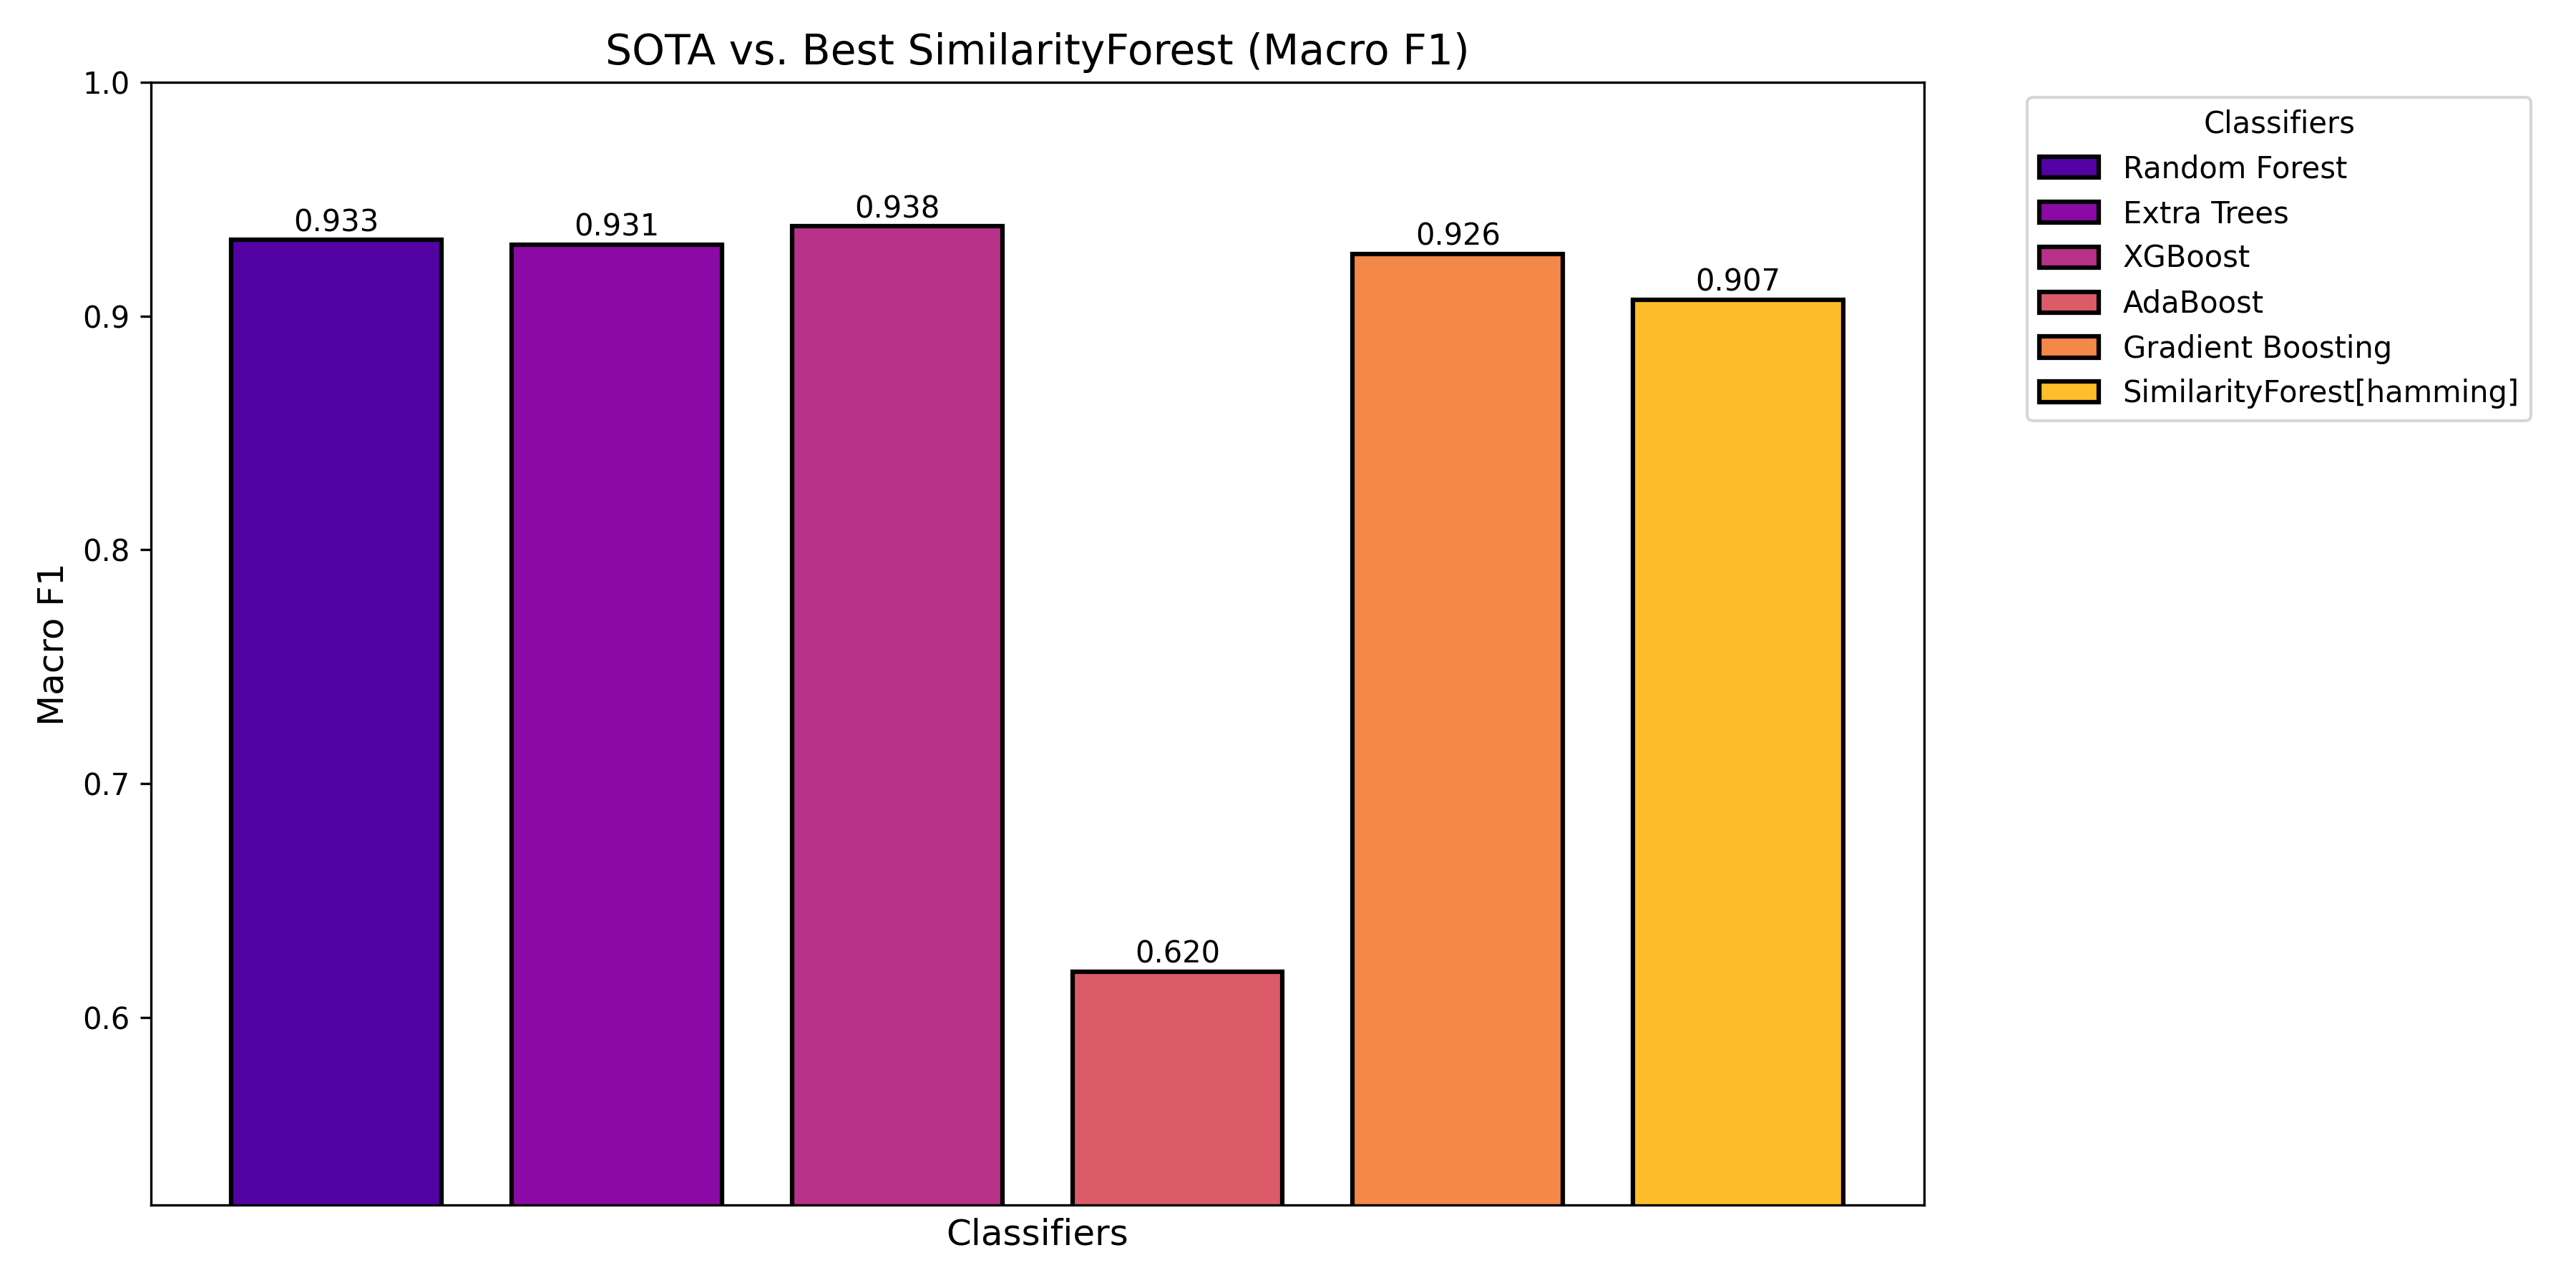 SOTA vs. Best SimilarityForest (Macro F1)
Macro F1
1.0
0.9
0.8
0.7
0.6
0.933
0.931
0.938
0.620
0.926
0.907
Classifiers
Classifiers
Random Forest
Extra Trees
XGBoost
AdaBoost
Gradient Boosting
SimilarityForest[hamming]